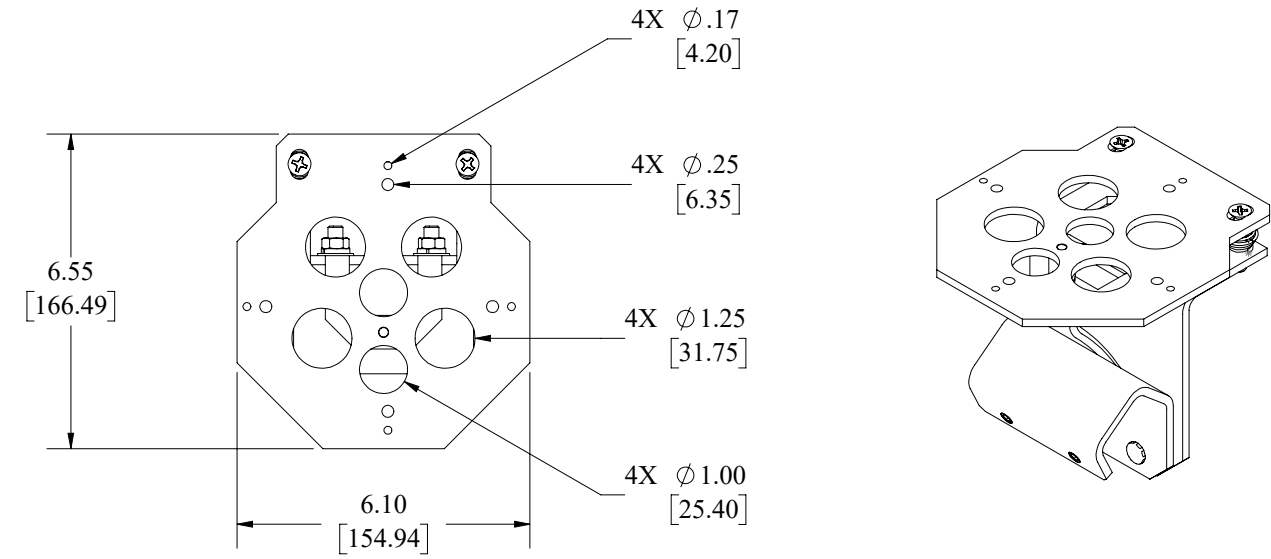 4X ⌀.17
[4.20]
4X ⌀.25
[6.35]
6.55
[166.49]
4X ⌀1.25
[31.75]
4X ⌀1.00
[25.40]
6.10
[154.94]